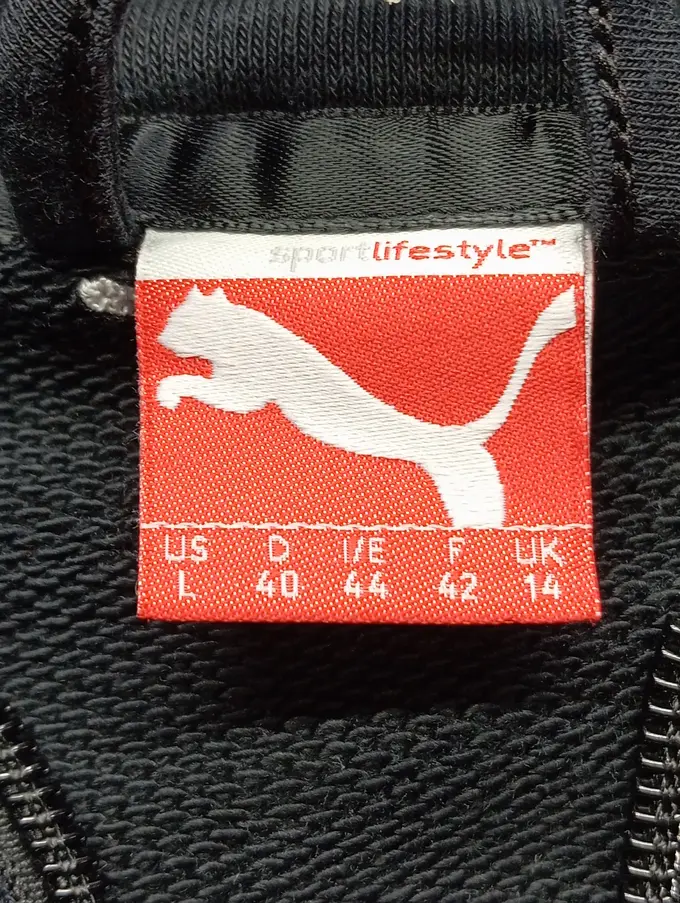 sportlifestyle™
US D I/E F UK
L 40 44 42 14